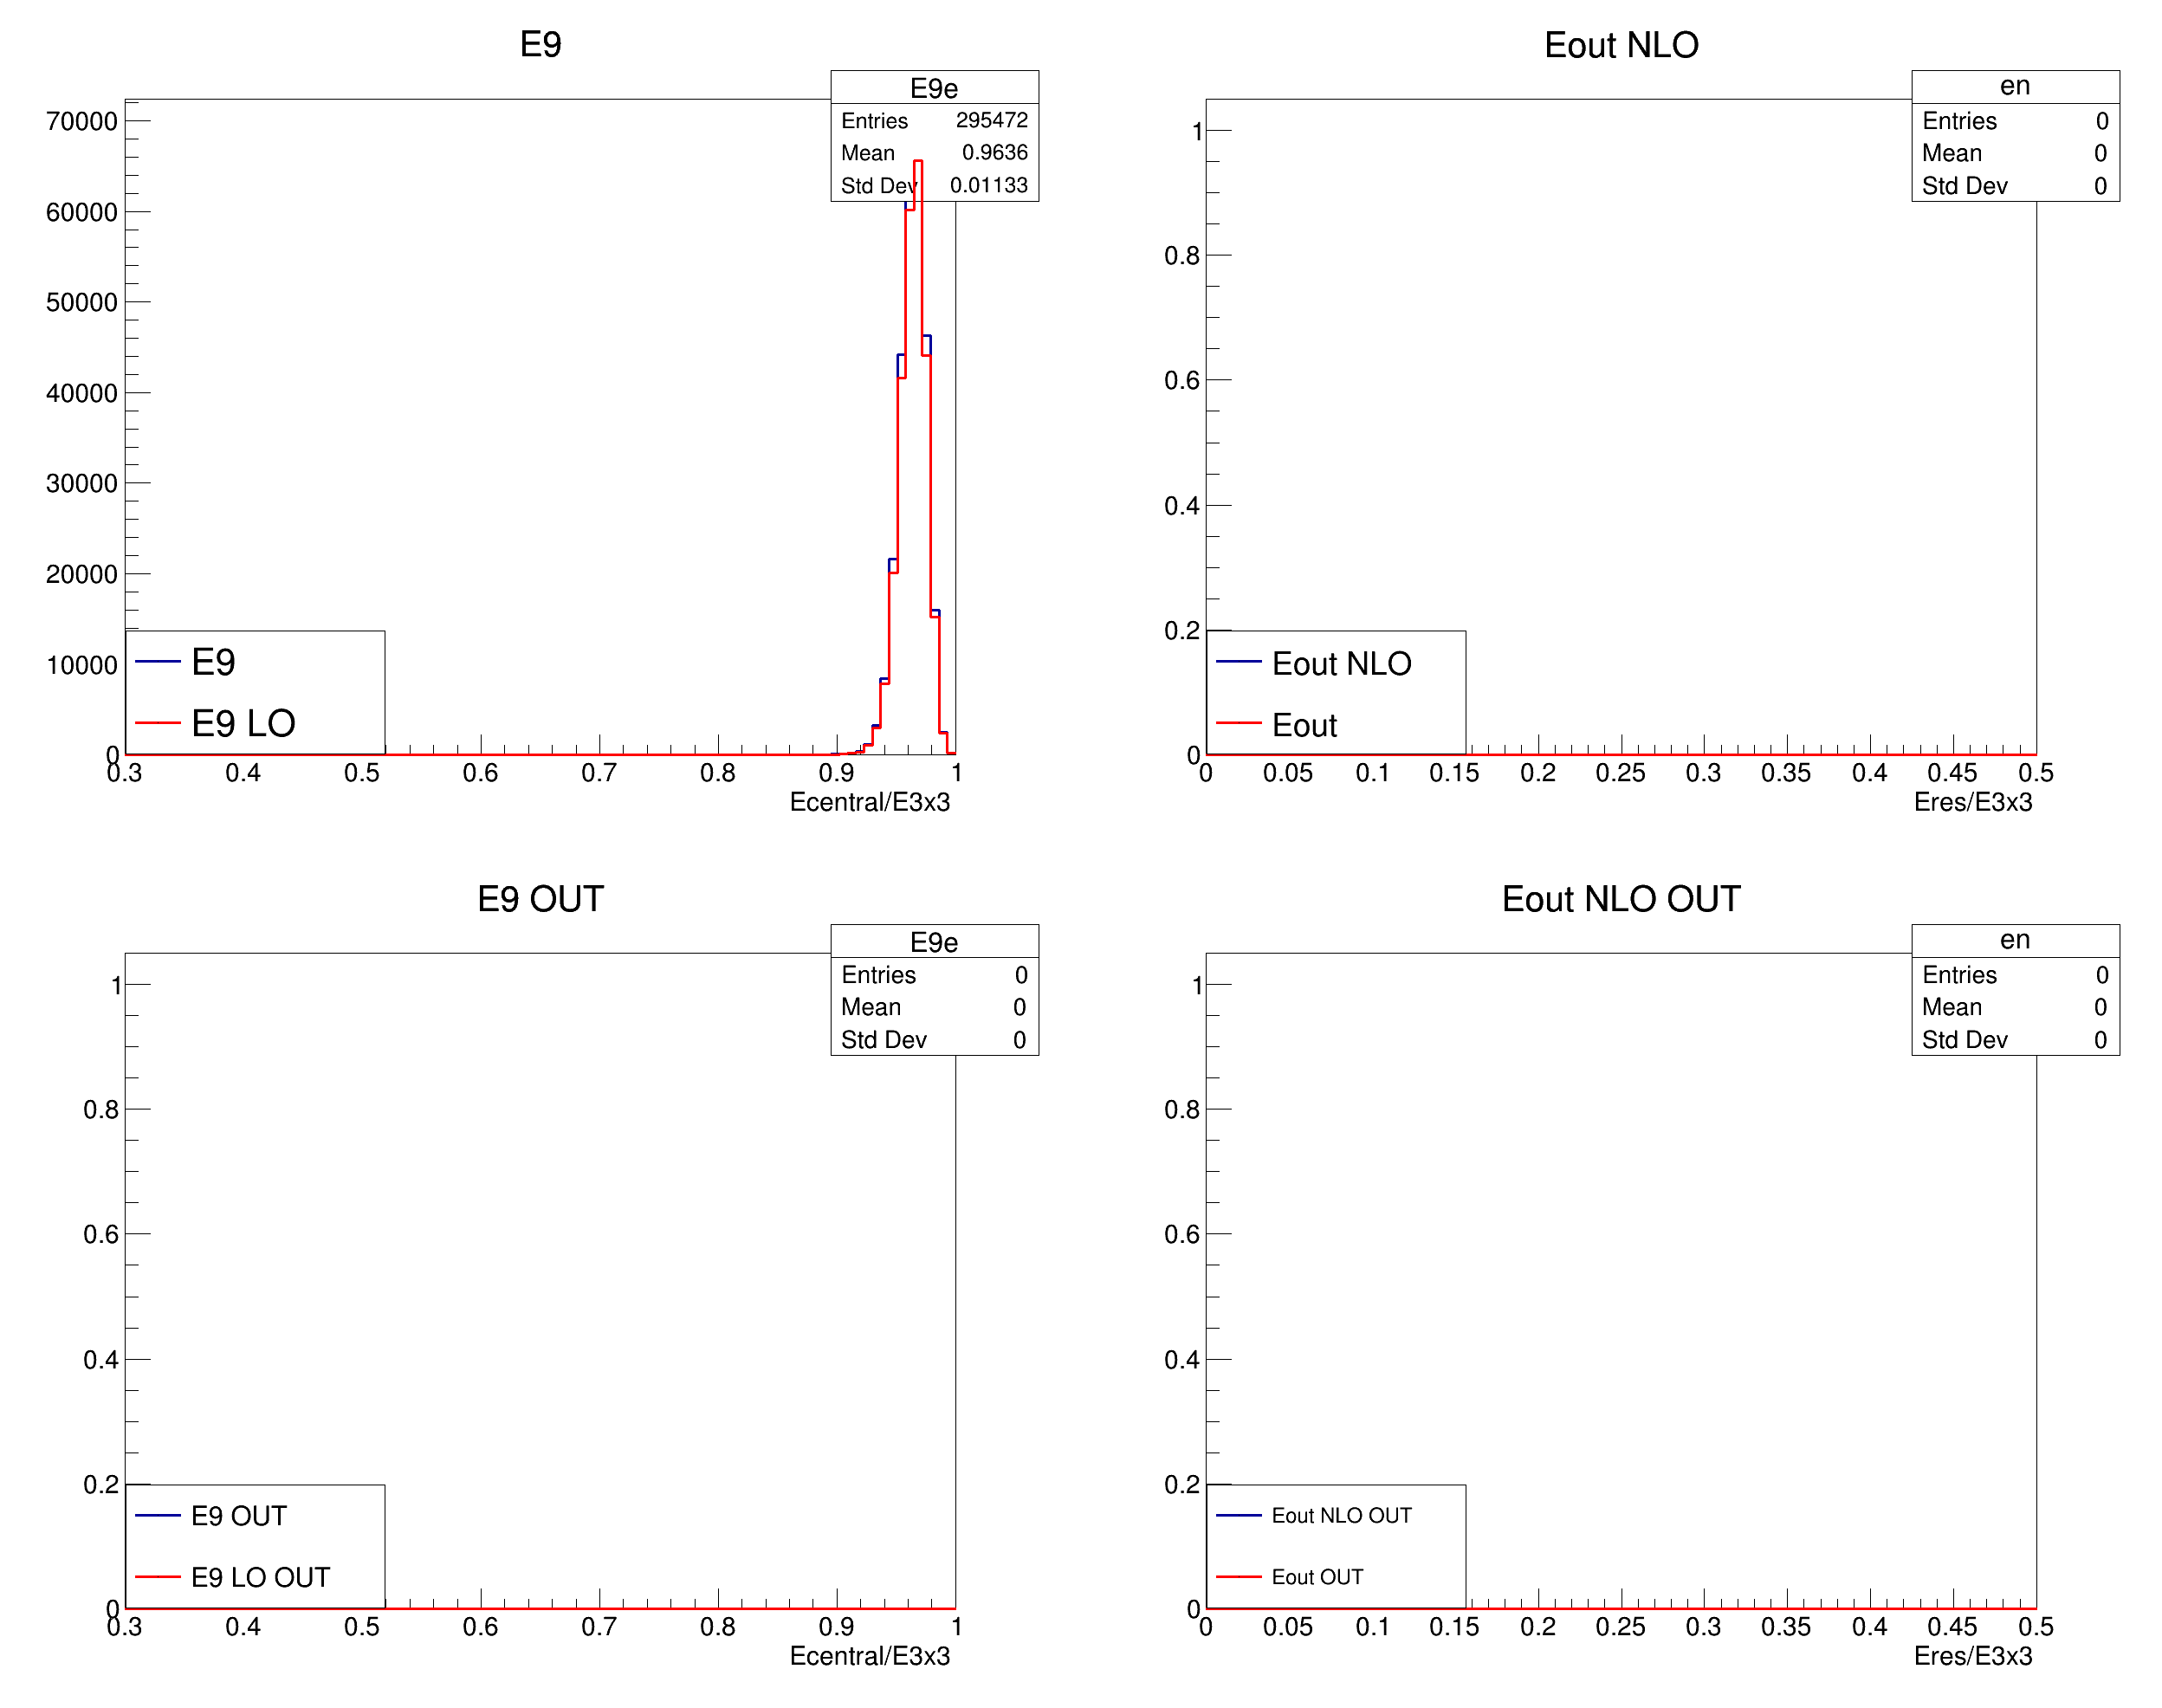 E9
E9e
Entries 295472
Mean 0.9636
Std Dev 0.01133
70000
60000
50000
40000
30000
20000
10000
0
E9
E9 LO
0.3 0.4 0.5 0.6 0.7 0.8 0.9 1
Ecentral/E3x3
Eout NLO
en
Entries 0
Mean 0
Std Dev 0
1
0.8
0.6
0.4
0.2
0
Eout NLO
Eout
0 0.05 0.1 0.15 0.2 0.25 0.3 0.35 0.4 0.45 0.5
Eres/E3x3
E9 OUT
E9e
Entries 0
Mean 0
Std Dev 0
1
0.8
0.6
0.4
0.2
0
E9 OUT
E9 LO OUT
0.3 0.4 0.5 0.6 0.7 0.8 0.9 1
Ecentral/E3x3
Eout NLO OUT
en
Entries 0
Mean 0
Std Dev 0
1
0.8
0.6
0.4
0.2
0
Eout NLO OUT
Eout OUT
0 0.05 0.1 0.15 0.2 0.25 0.3 0.35 0.4 0.45 0.5
Eres/E3x3